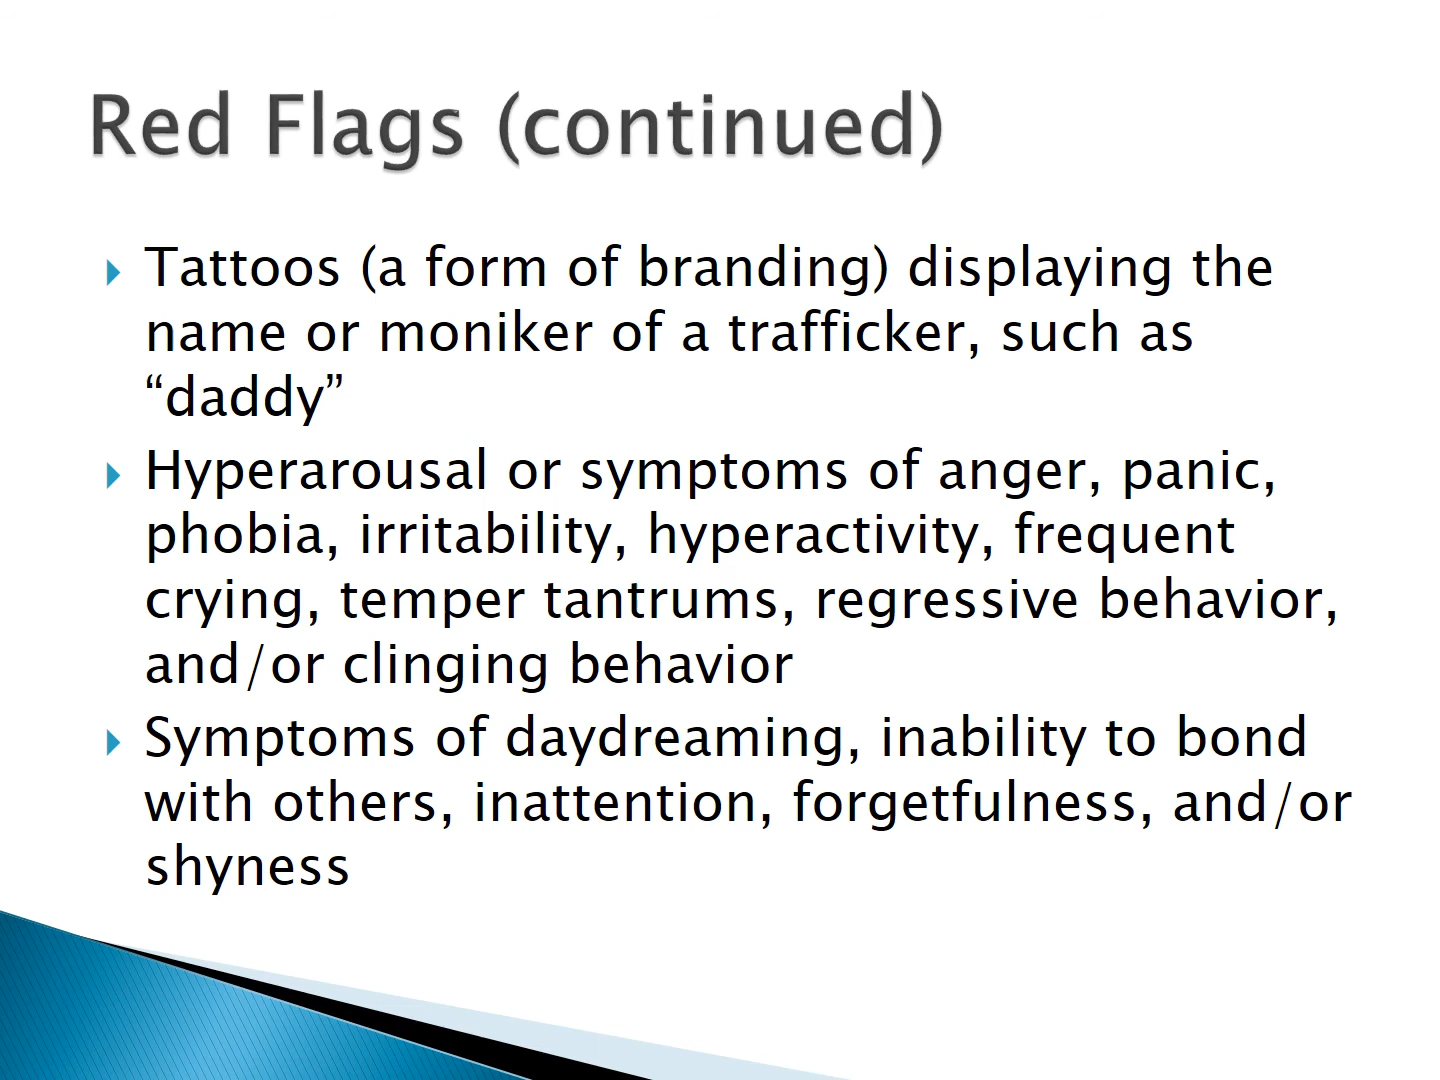 Red Flags (continued)
Tattoos (a form of branding) displaying the
name or moniker of a trafficker, such as
“daddy”
Hyperarousal or symptoms of anger, panic,
phobia, irritability, hyperactivity, frequent
crying, temper tantrums, regressive behavior,
and/or clinging behavior
Symptoms of daydreaming, inability to bond
with others, inattention, forgetfulness, and/or
shyness